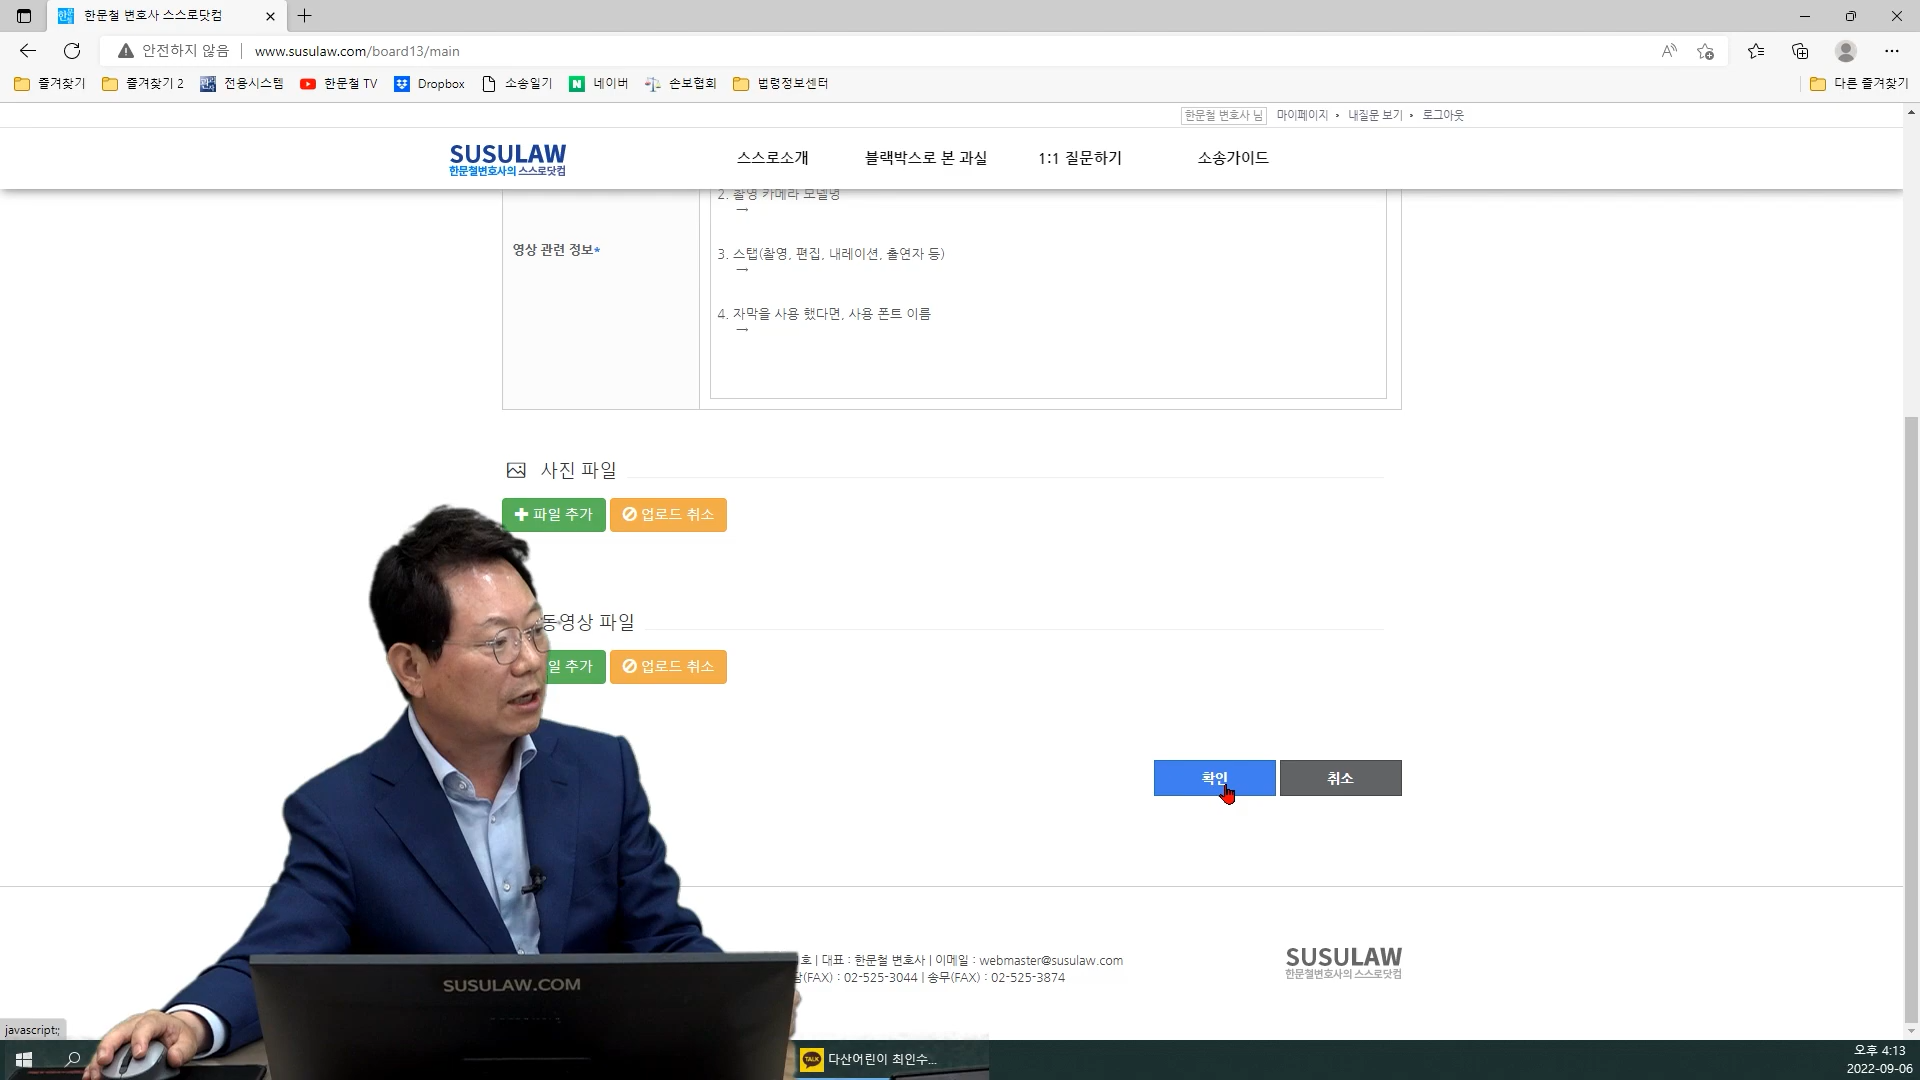 한문철 변호사 스스로닷컴
안전하지 않음
www.susulaw.com/board13/main
즐겨찾기
즐겨찾기 2
전용시스템
한문철 TV
Dropbox
소송일기
네이버
손보협회
법령정보센터
다른 즐겨찾기
한문철 변호사 님
마이페이지
내질문 보기
로그아웃
SUSULAW
한문철변호사의 스스로닷컴
스스로소개
블랙박스로 본 과실
1:1 질문하기
소송가이드
2. 촬영 카메라 모델명
→
영상 관련 정보*
3. 스탭(촬영, 편집, 내레이션, 출연자 등)
→
4. 자막을 사용 했다면, 사용 폰트 이름
→
사진 파일
파일 추가
업로드 취소
동영상 파일
일 추가
업로드 취소
확인
취소
호 | 대표 : 한문철 변호사 | 이메일 : webmaster@susulaw.com
(FAX) : 02-525-3044 | 송무(FAX) : 02-525-3874
SUSULAW
한문철변호사의 스스로닷컴
SUSULAW.COM
javascript:;
TALK
다산어린이 최인수...
오후 4:13
2022-09-06